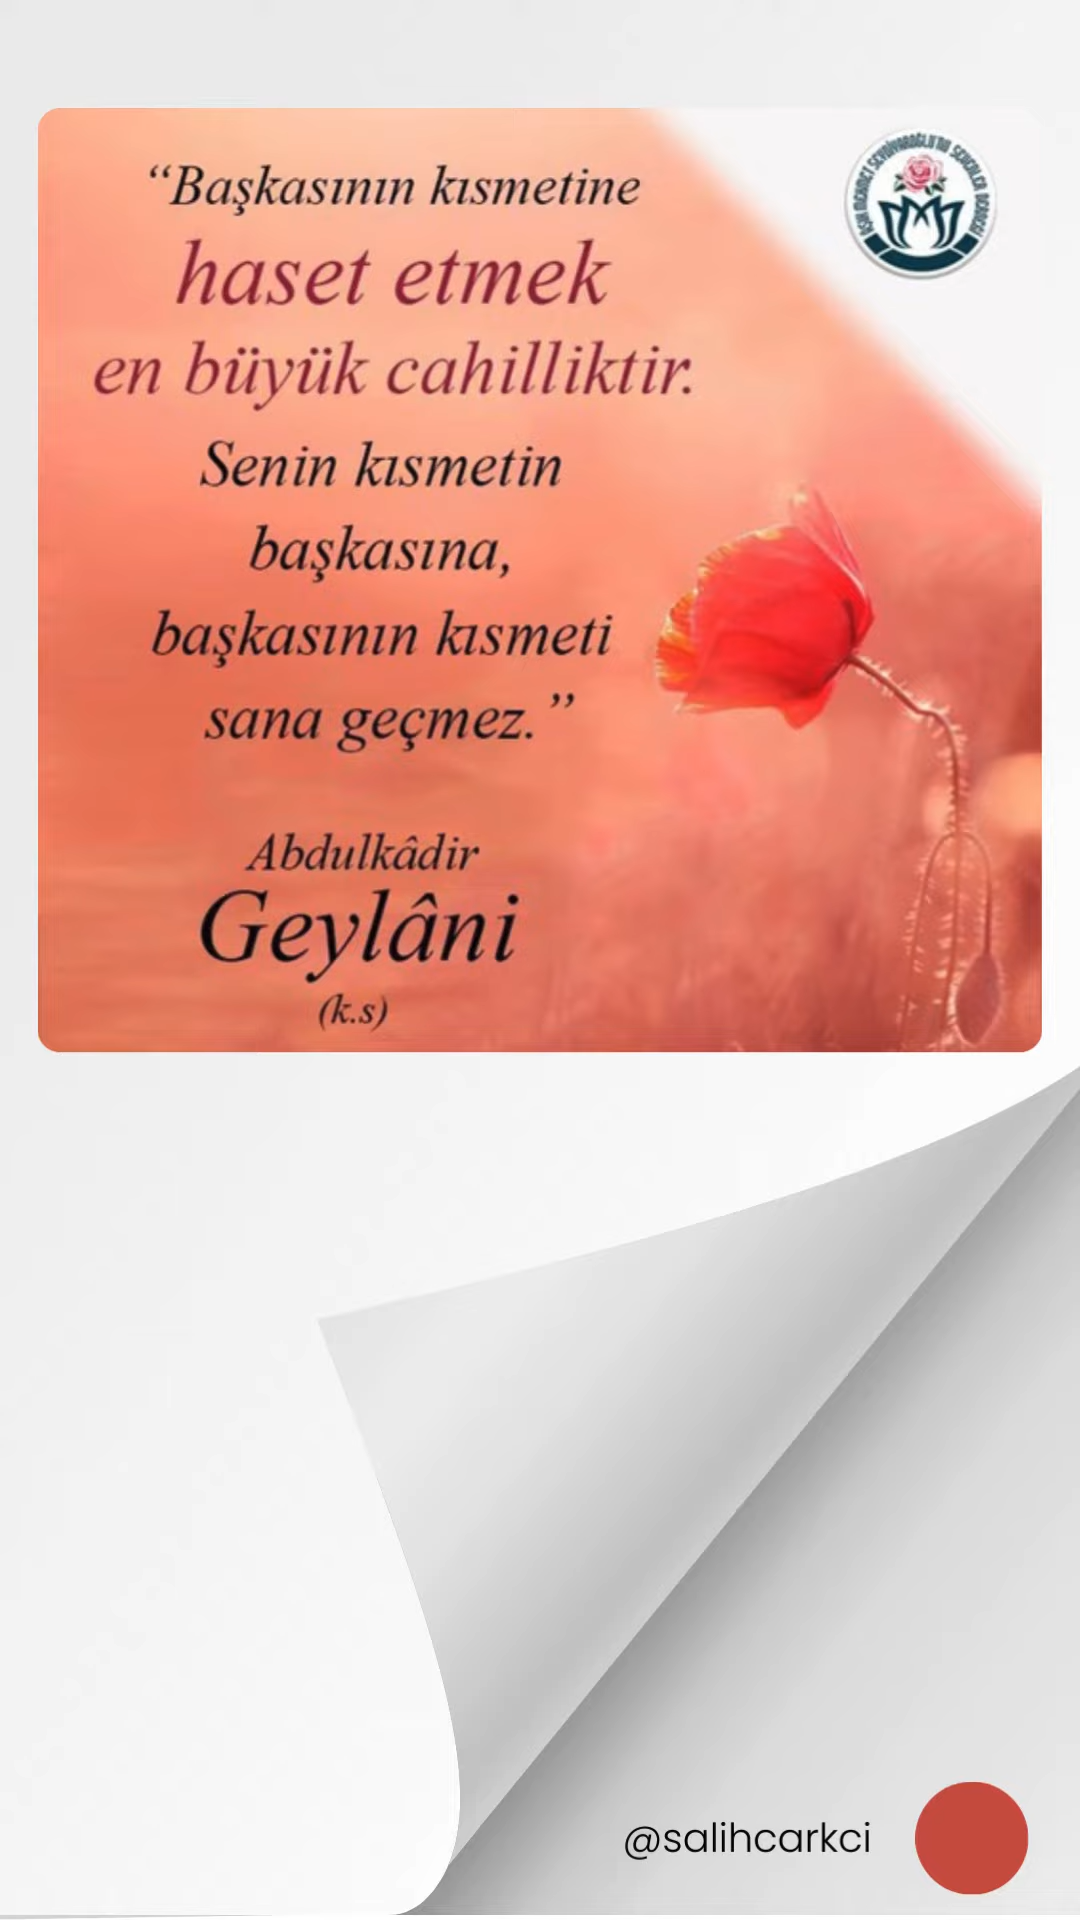 “Başkasının kısmetine
haset etmek
en büyük cahilliktir.
Senin kısmetin
başkasına,
başkasının kısmeti
sana geçmez.”
Abdulkâdir
Geylâni
(k.s)
@salihcarkci